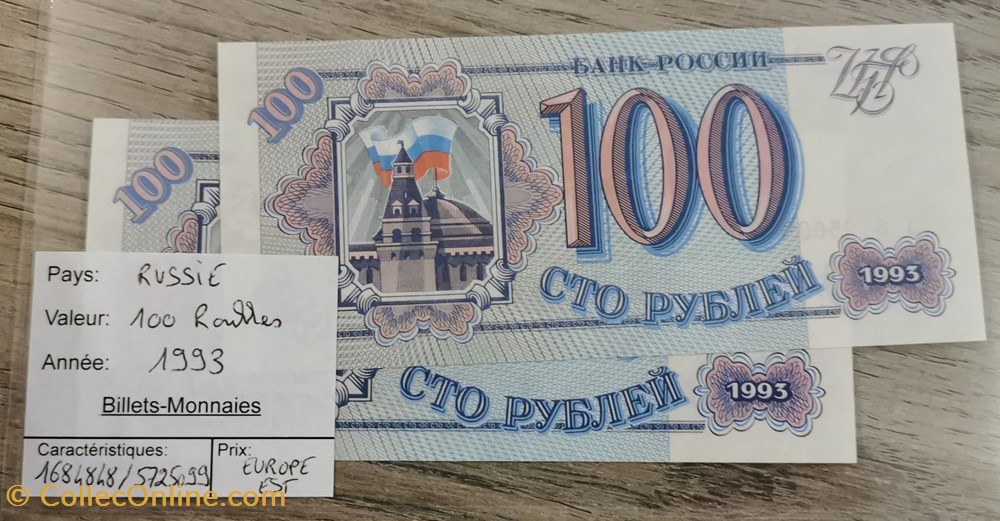 БАНК РОССИИ
100
100
СТО РУБЛЕЙ
1993
100
СТО РУБЛЕЙ
1993
Pays: RUSSIE
Valeur: 100 Roubles
Année: 1993
Billets-Monnaies
Caractéristiques:
1684848/5725099
Prix:
EUROPE
EST
© CollecOnline.com